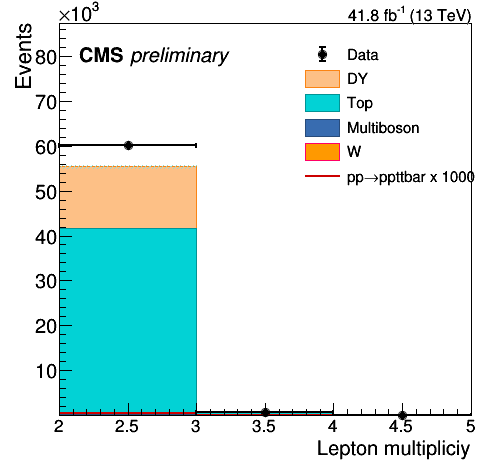 ×10³
41.8 fb⁻¹ (13 TeV)
Events
CMS preliminary
Data
DY
Top
Multiboson
W
pp→ppttbar x 1000
80
70
60
50
40
30
20
10
2 2.5 3 3.5 4 4.5 5
Lepton multipliciy